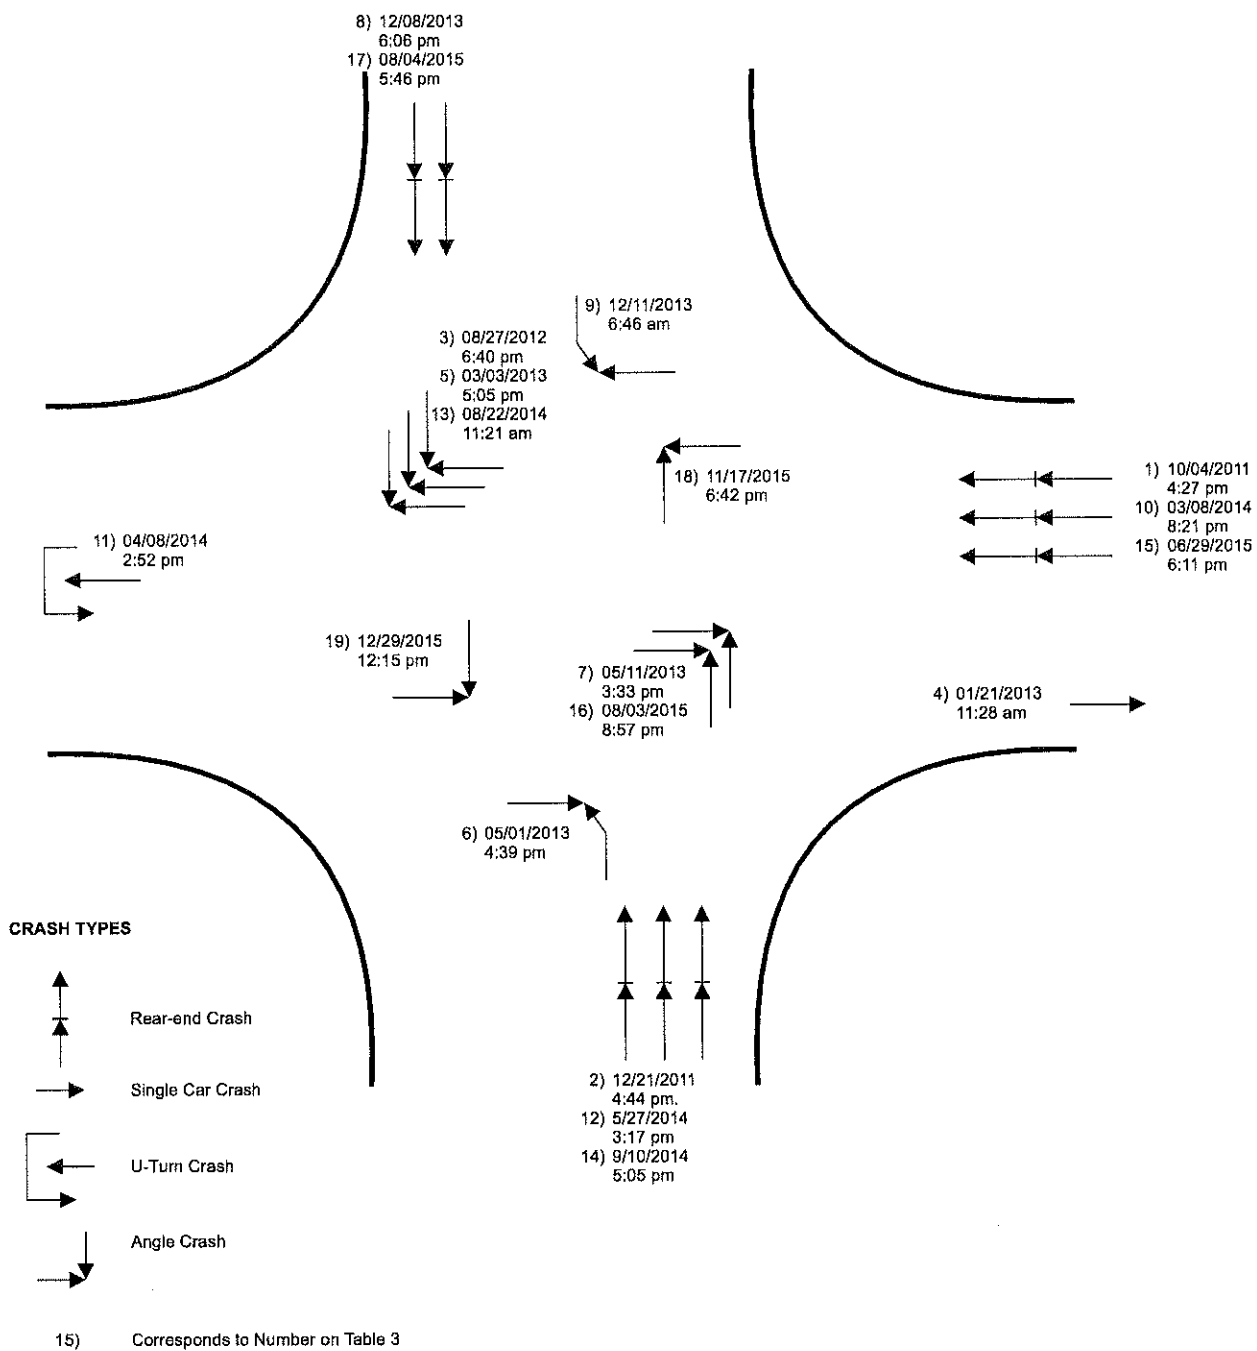 8) 12/08/2013
6:06 pm
17) 08/04/2015
5:46 pm
9) 12/11/2013
6:46 am
3) 08/27/2012
6:40 pm
5) 03/03/2013
5:05 pm
13) 08/22/2014
11:21 am
18) 11/17/2015
6:42 pm
1) 10/04/2011
4:27 pm
10) 03/08/2014
8:21 pm
15) 06/29/2015
6:11 pm
11) 04/08/2014
2:52 pm
19) 12/29/2015
12:15 pm
7) 05/11/2013
3:33 pm
16) 08/03/2015
8:57 pm
4) 01/21/2013
11:28 am
6) 05/01/2013
4:39 pm
2) 12/21/2011
4:44 pm.
12) 5/27/2014
3:17 pm
14) 9/10/2014
5:05 pm
CRASH TYPES
Rear-end Crash
Single Car Crash
U-Turn Crash
Angle Crash
15) Corresponds to Number on Table 3